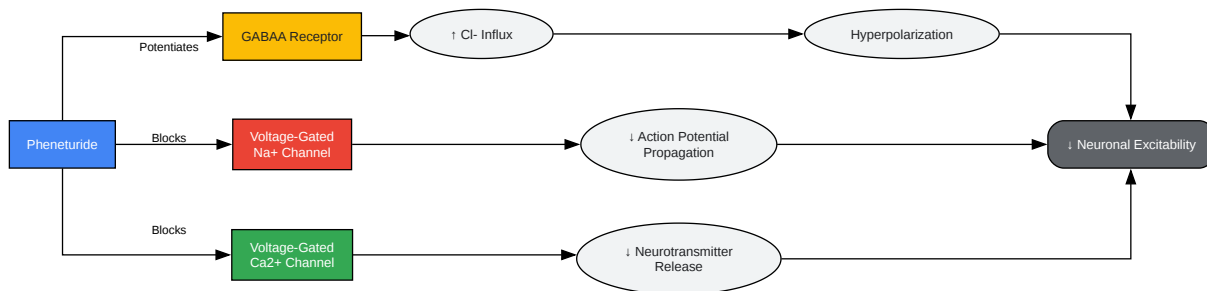 GABAA Receptor
↑ Cl- Influx
Hyperpolarization
Potentiates
Pheneturide
Blocks
Voltage-Gated
Na+ Channel
↓ Action Potential
Propagation
↓ Neuronal Excitability
Blocks
Voltage-Gated
Ca2+ Channel
↓ Neurotransmitter
Release